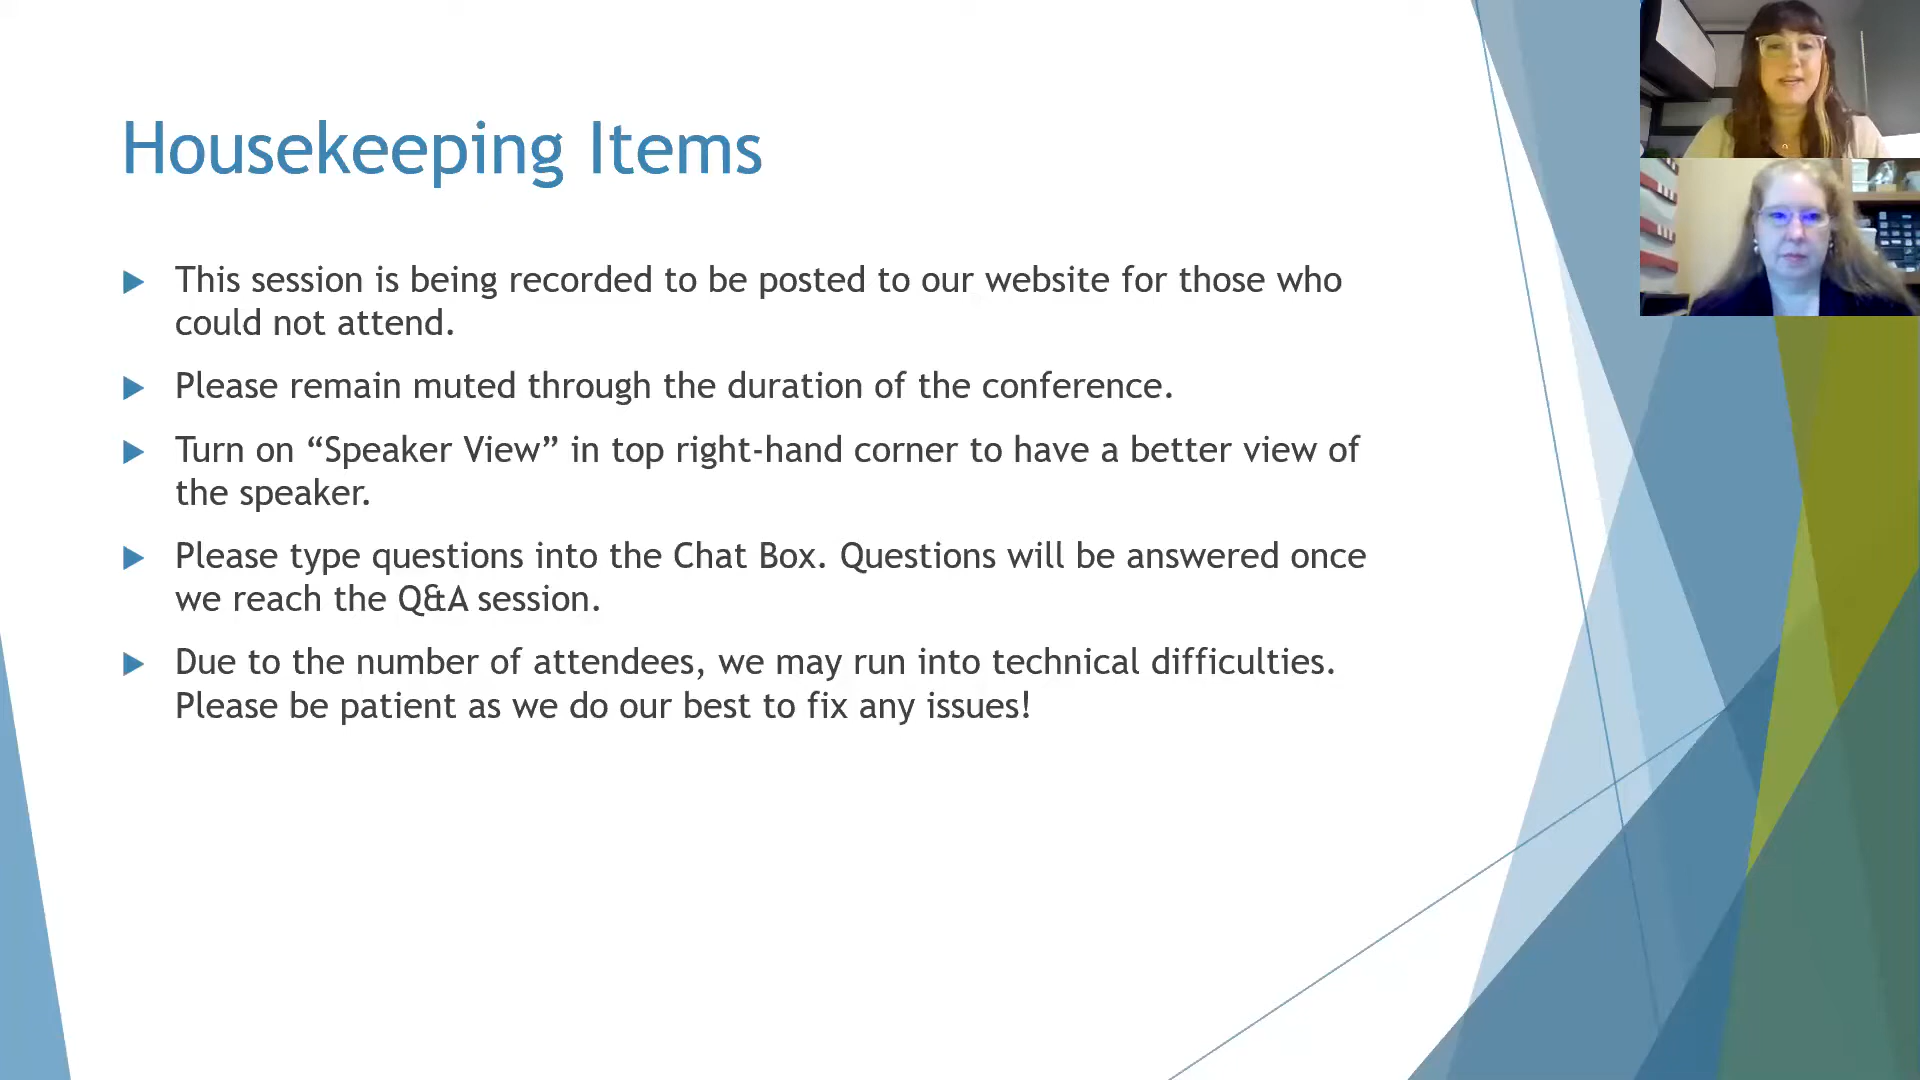 Housekeeping Items
This session is being recorded to be posted to our website for those who
could not attend.
Please remain muted through the duration of the conference.
Turn on “Speaker View” in top right-hand corner to have a better view of
the speaker.
Please type questions into the Chat Box. Questions will be answered once
we reach the Q&A session.
Due to the number of attendees, we may run into technical difficulties.
Please be patient as we do our best to fix any issues!